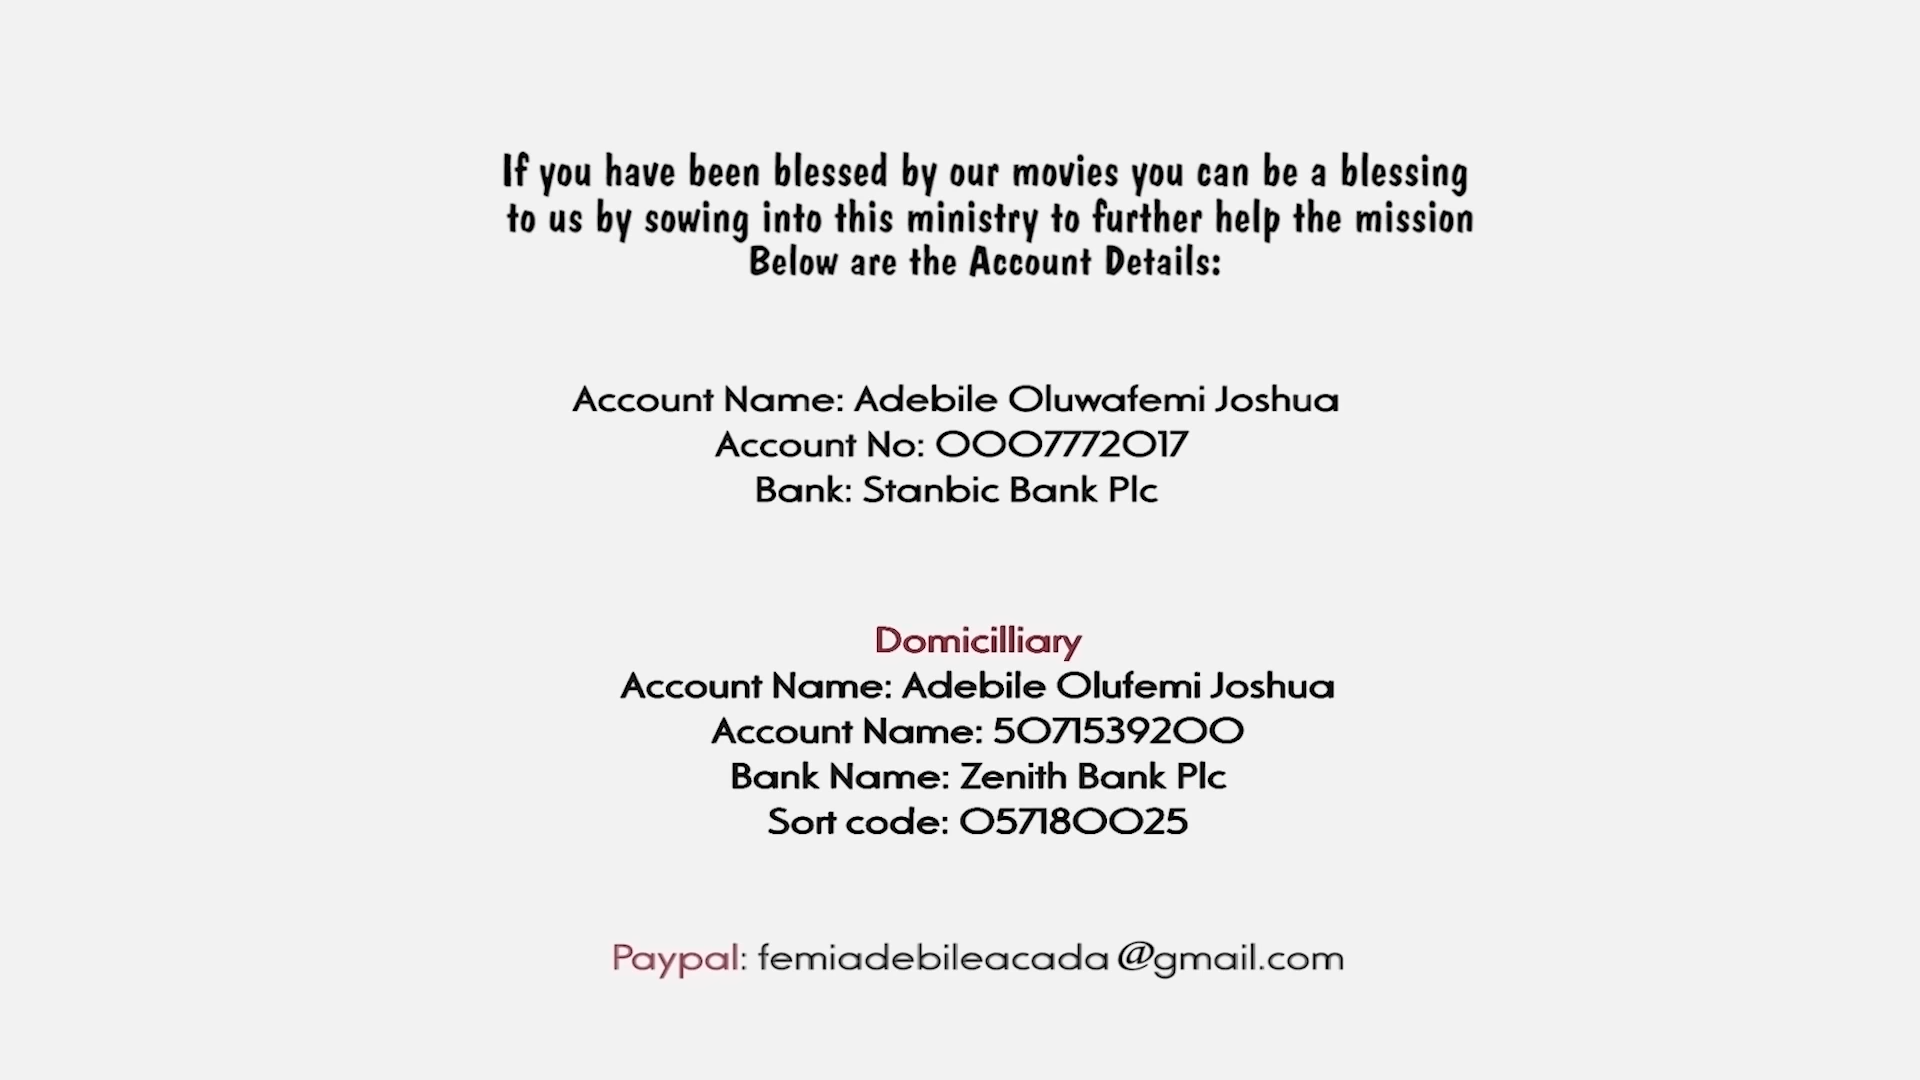 If you have been blessed by our movies you can be a blessing
to us by sowing into this ministry to further help the mission
Below are the Account Details:
Account Name: Adebile Oluwafemi Joshua
Account No: 0007772017
Bank: Stanbic Bank Plc
Domicilliary
Account Name: Adebile Olufemi Joshua
Account Name: 5071539200
Bank Name: Zenith Bank Plc
Sort code: 057180025
Paypal: femiadebileacada@gmail.com